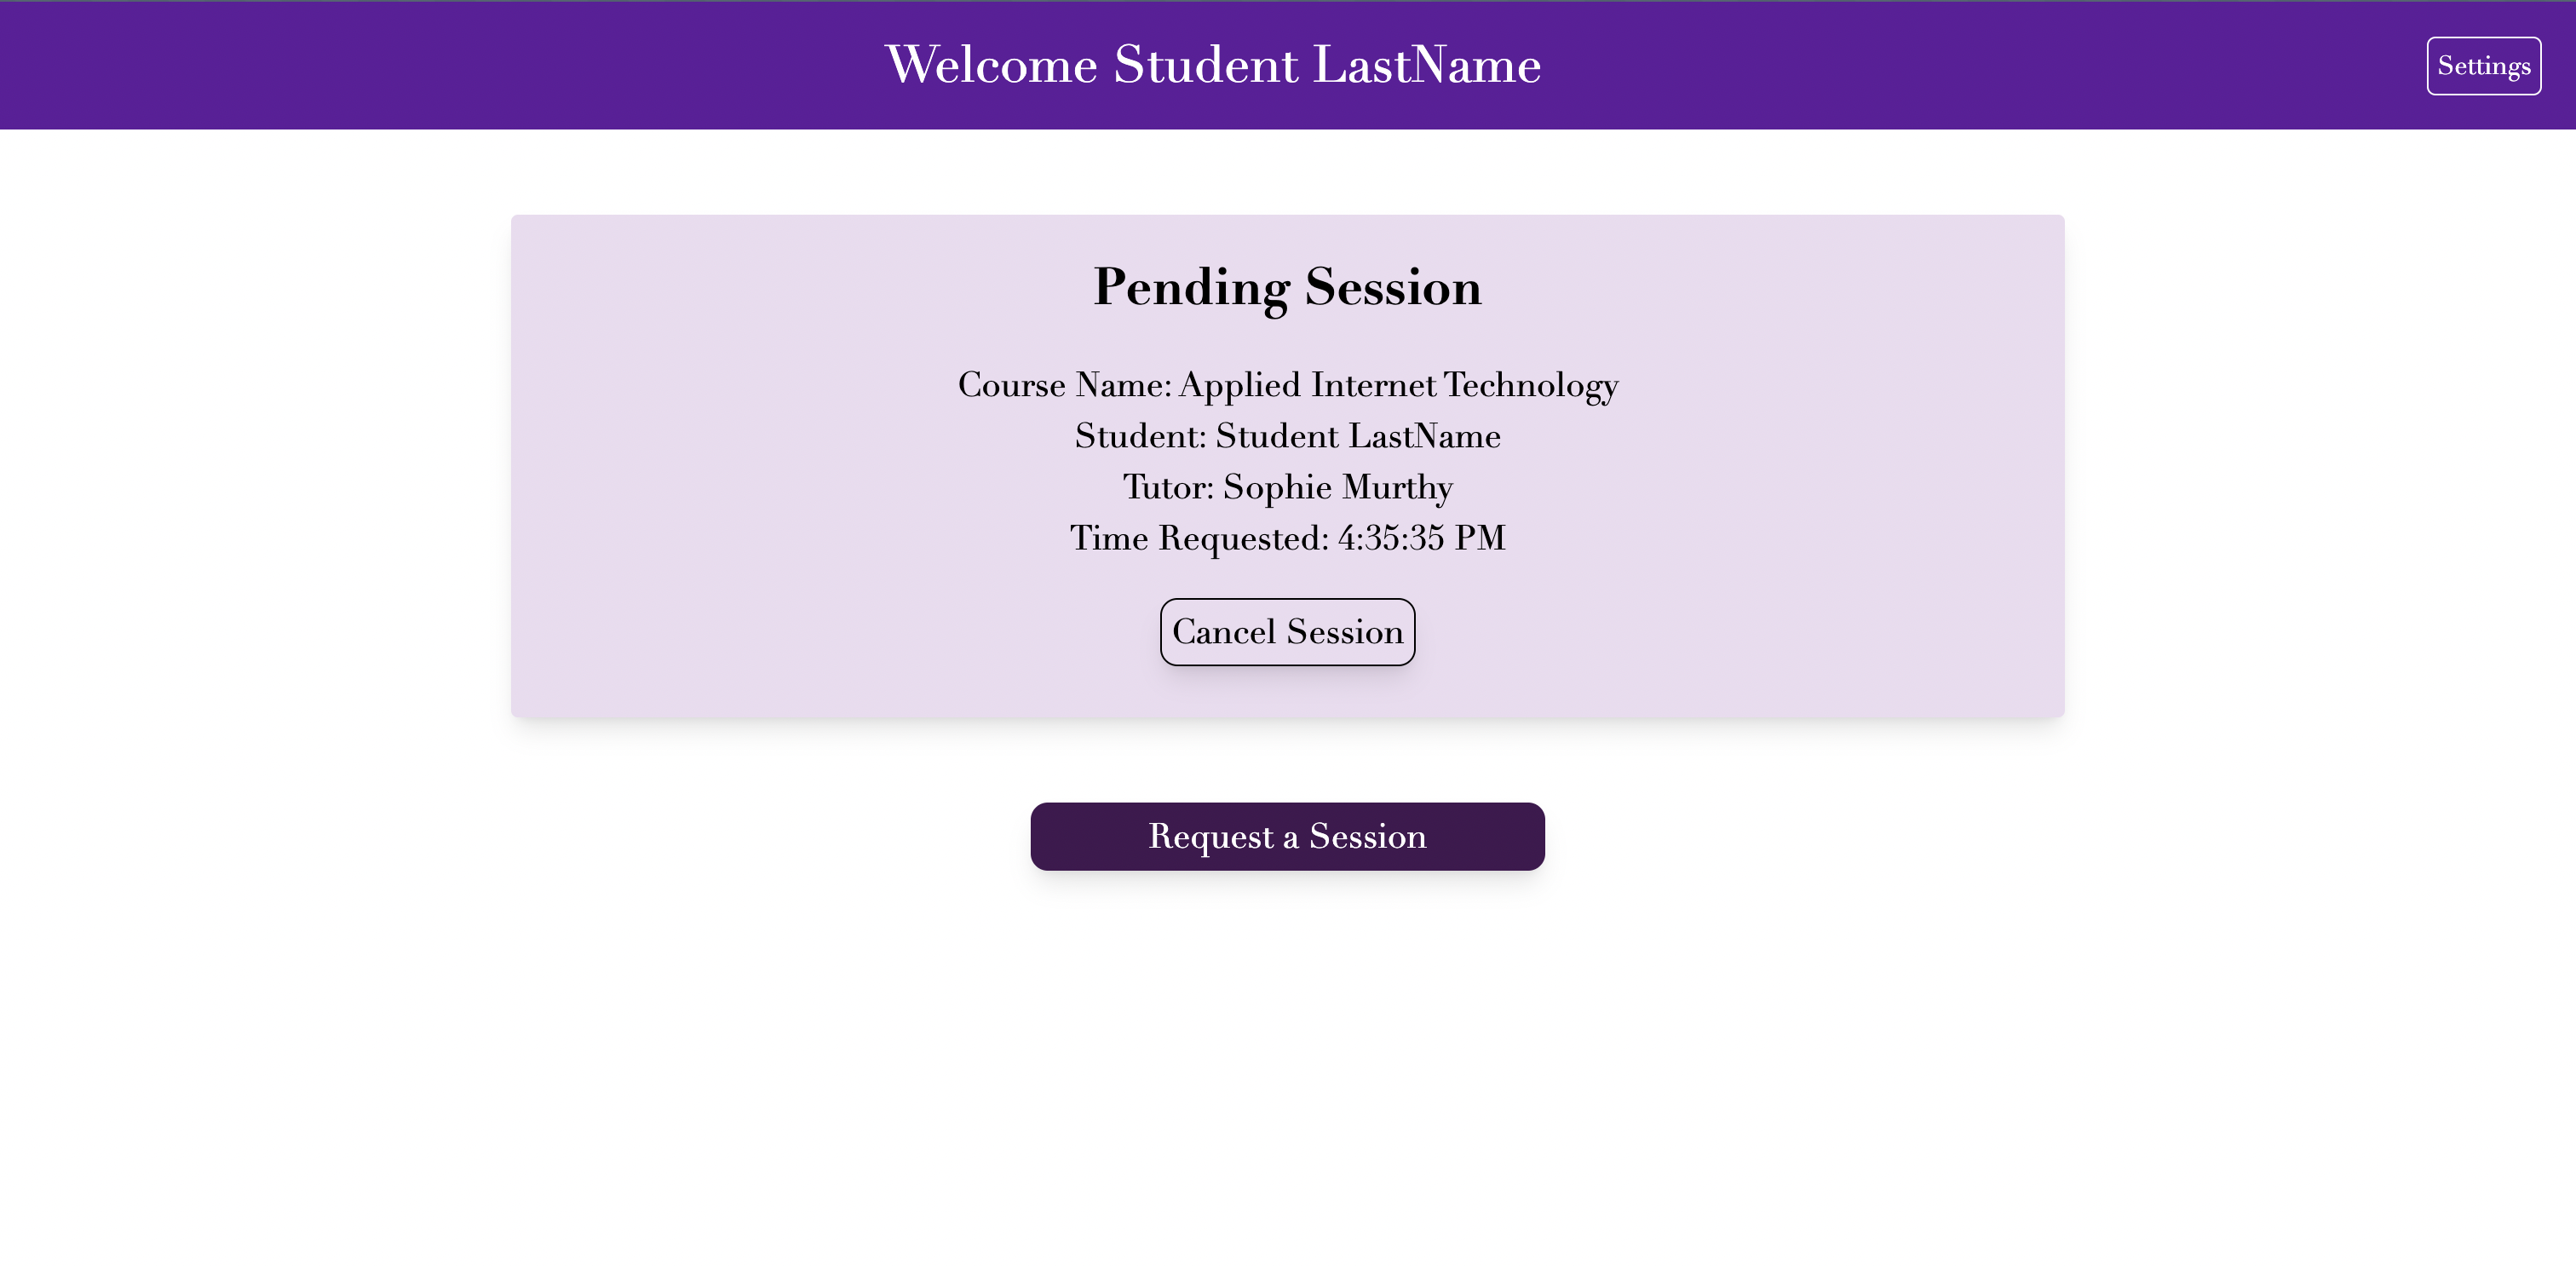 Welcome Student LastName
Settings
Pending Session
Course Name: Applied Internet Technology
Student: Student LastName
Tutor: Sophie Murthy
Time Requested: 4:35:35 PM
Cancel Session
Request a Session